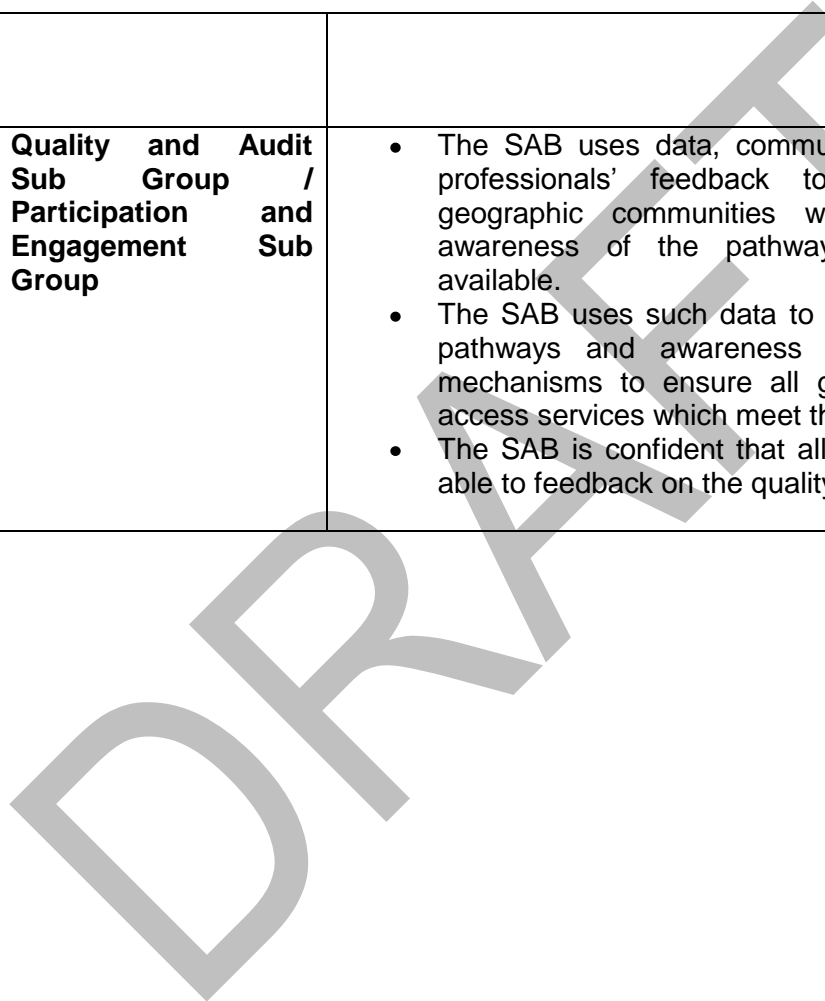 Quality and Audit
Sub Group /
Participation and
Engagement Sub
Group
• The SAB uses data, commu
professionals’ feedback to
geographic communities w
awareness of the pathway
available.
• The SAB uses such data to
pathways and awareness
mechanisms to ensure all g
access services which meet th
• The SAB is confident that all
able to feedback on the quality
DRAFT